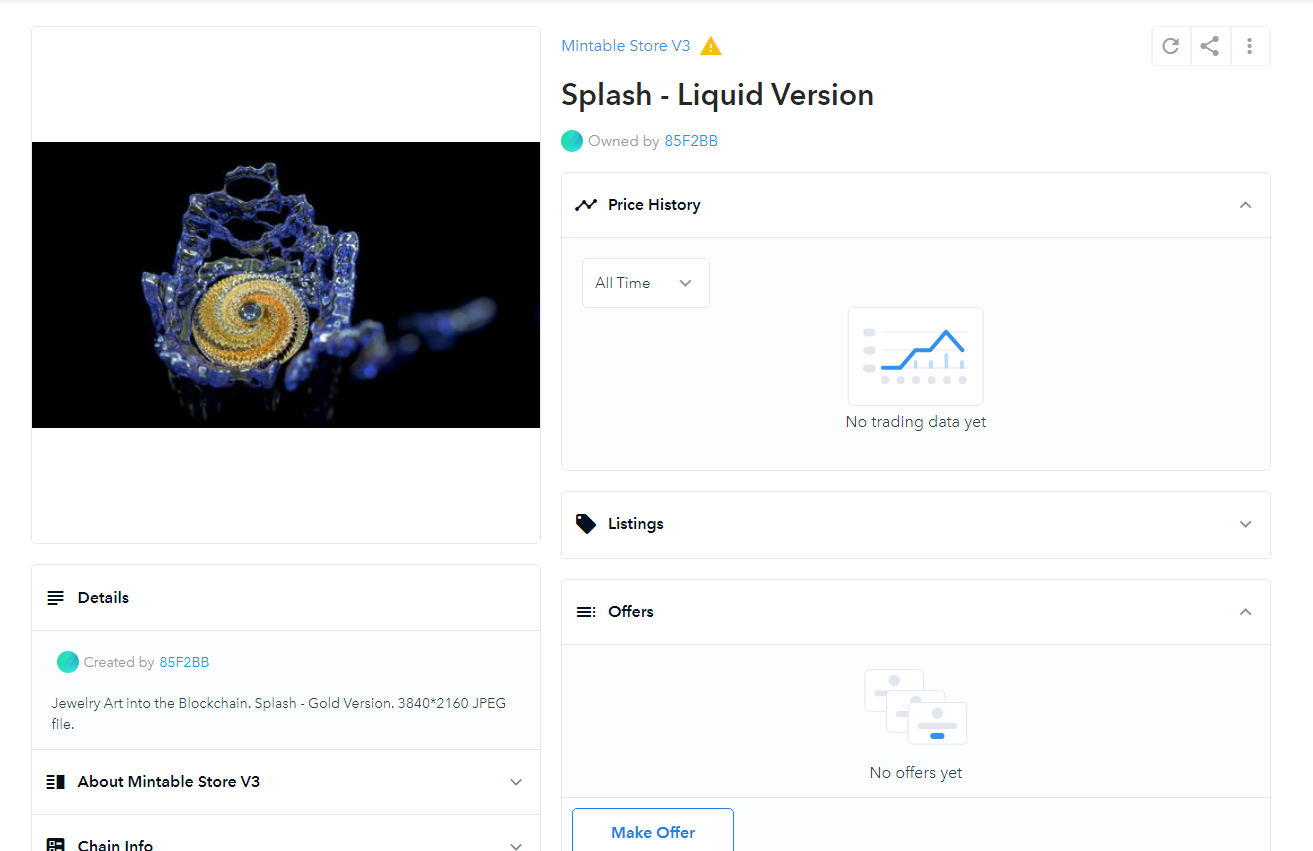 Mintable Store V3
Splash - Liquid Version
Owned by 85F2BB
Price History
All Time
No trading data yet
Listings
Offers
No offers yet
Make Offer
Details
Created by 85F2BB
Jewelry Art into the Blockchain. Splash - Gold Version. 3840*2160 JPEG
file.
About Mintable Store V3
Chain Info